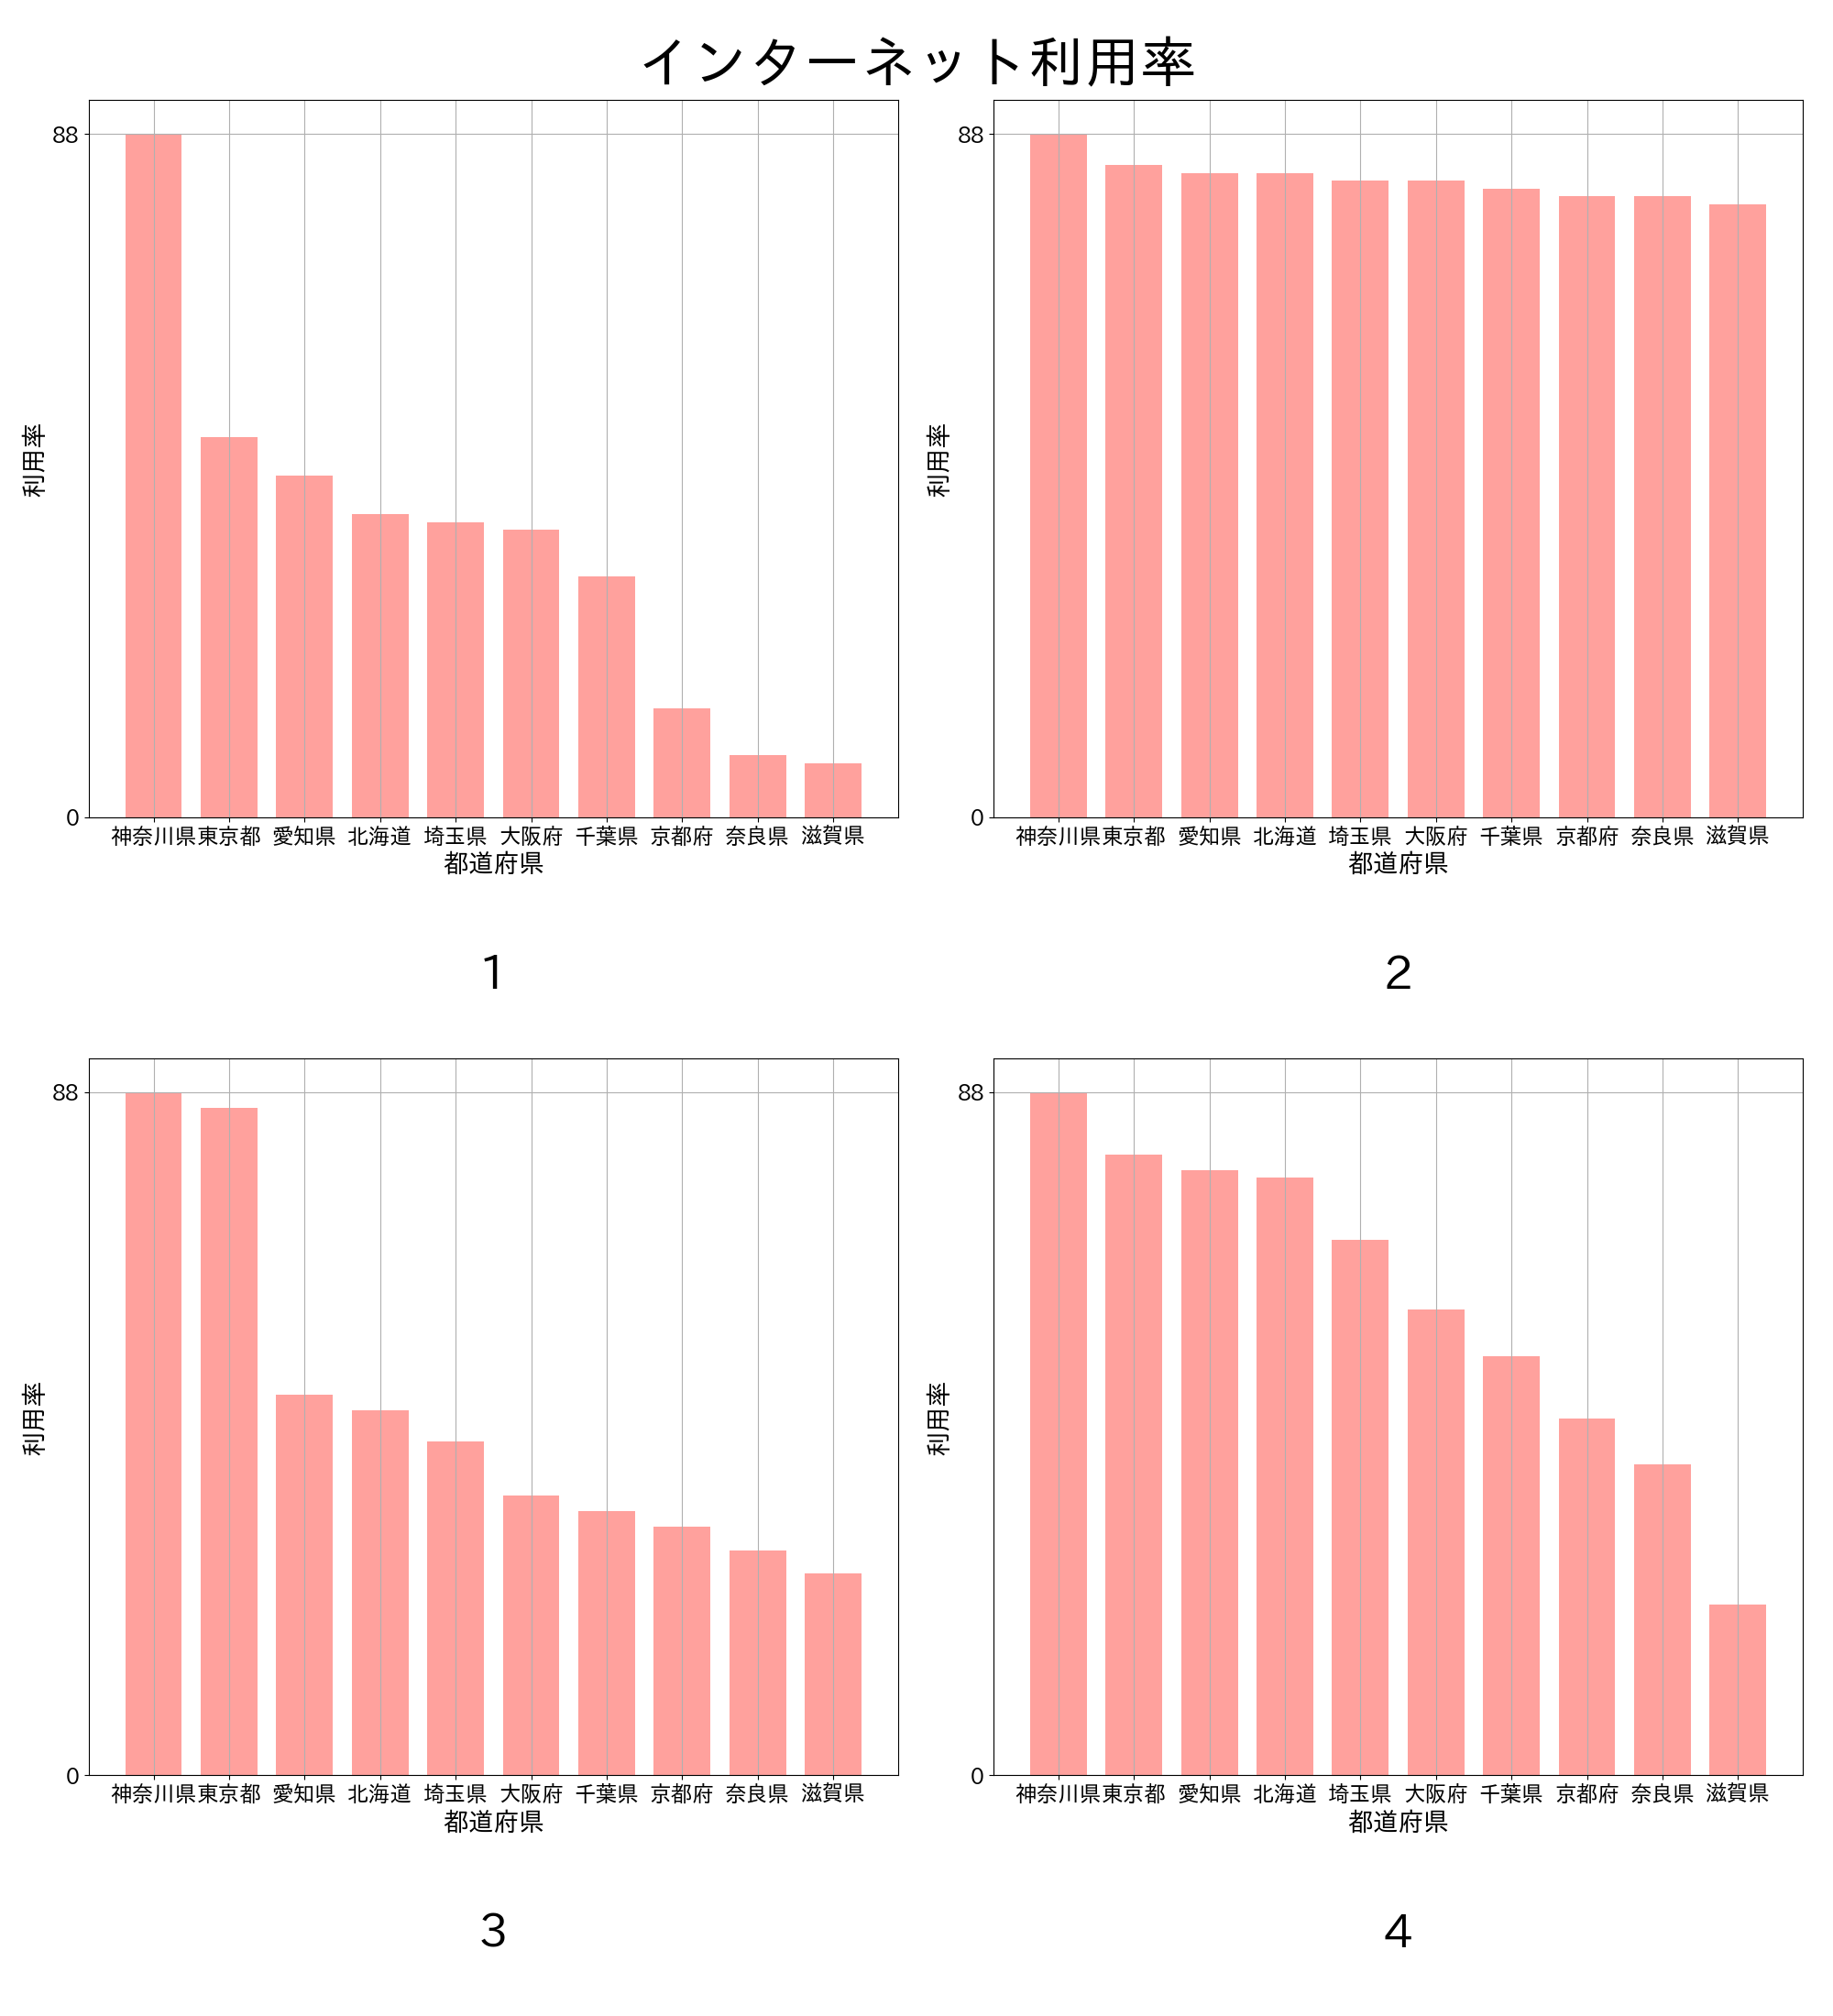 インターネット利用率
88
0
利用率
神奈川県 東京都 愛知県 北海道 埼玉県 大阪府 千葉県 京都府 奈良県 滋賀県
都道府県
1
88
0
利用率
神奈川県 東京都 愛知県 北海道 埼玉県 大阪府 千葉県 京都府 奈良県 滋賀県
都道府県
2
88
0
利用率
神奈川県 東京都 愛知県 北海道 埼玉県 大阪府 千葉県 京都府 奈良県 滋賀県
都道府県
3
88
0
利用率
神奈川県 東京都 愛知県 北海道 埼玉県 大阪府 千葉県 京都府 奈良県 滋賀県
都道府県
4